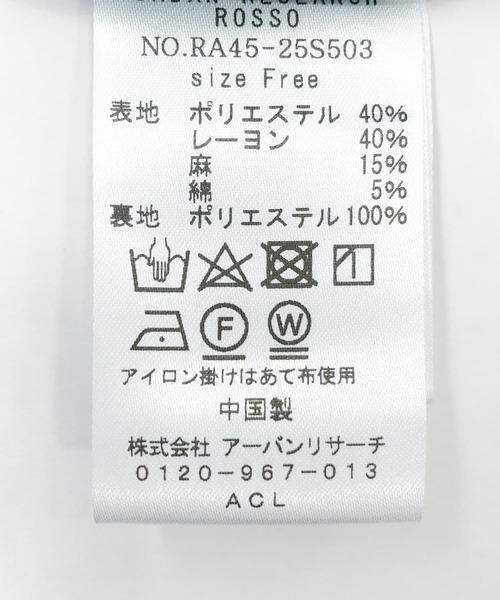 URBAN RESEARCH
ROSSO
NO.RA45-25S503
size Free
表地 ポリエステル 40%
レーヨン 40%
麻 15%
綿 5%
裏地 ポリエステル 100%
F W
アイロン掛けはあて布使用
中国製
株式会社 アーバンリサーチ
0120-967-013
ACL